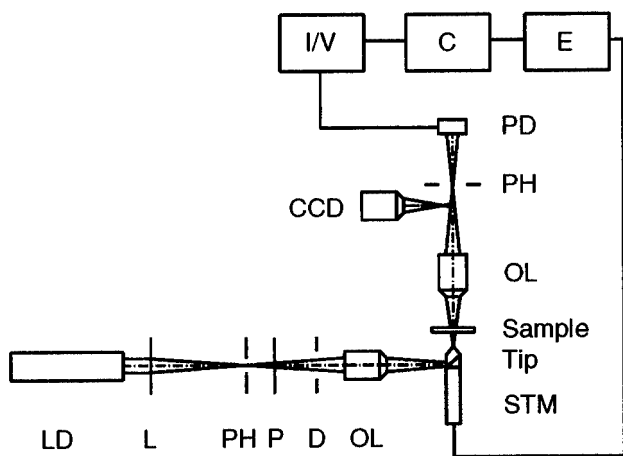 I/V C E
PD
PH
CCD
OL
Sample
Tip
STM
LD L PH P D OL